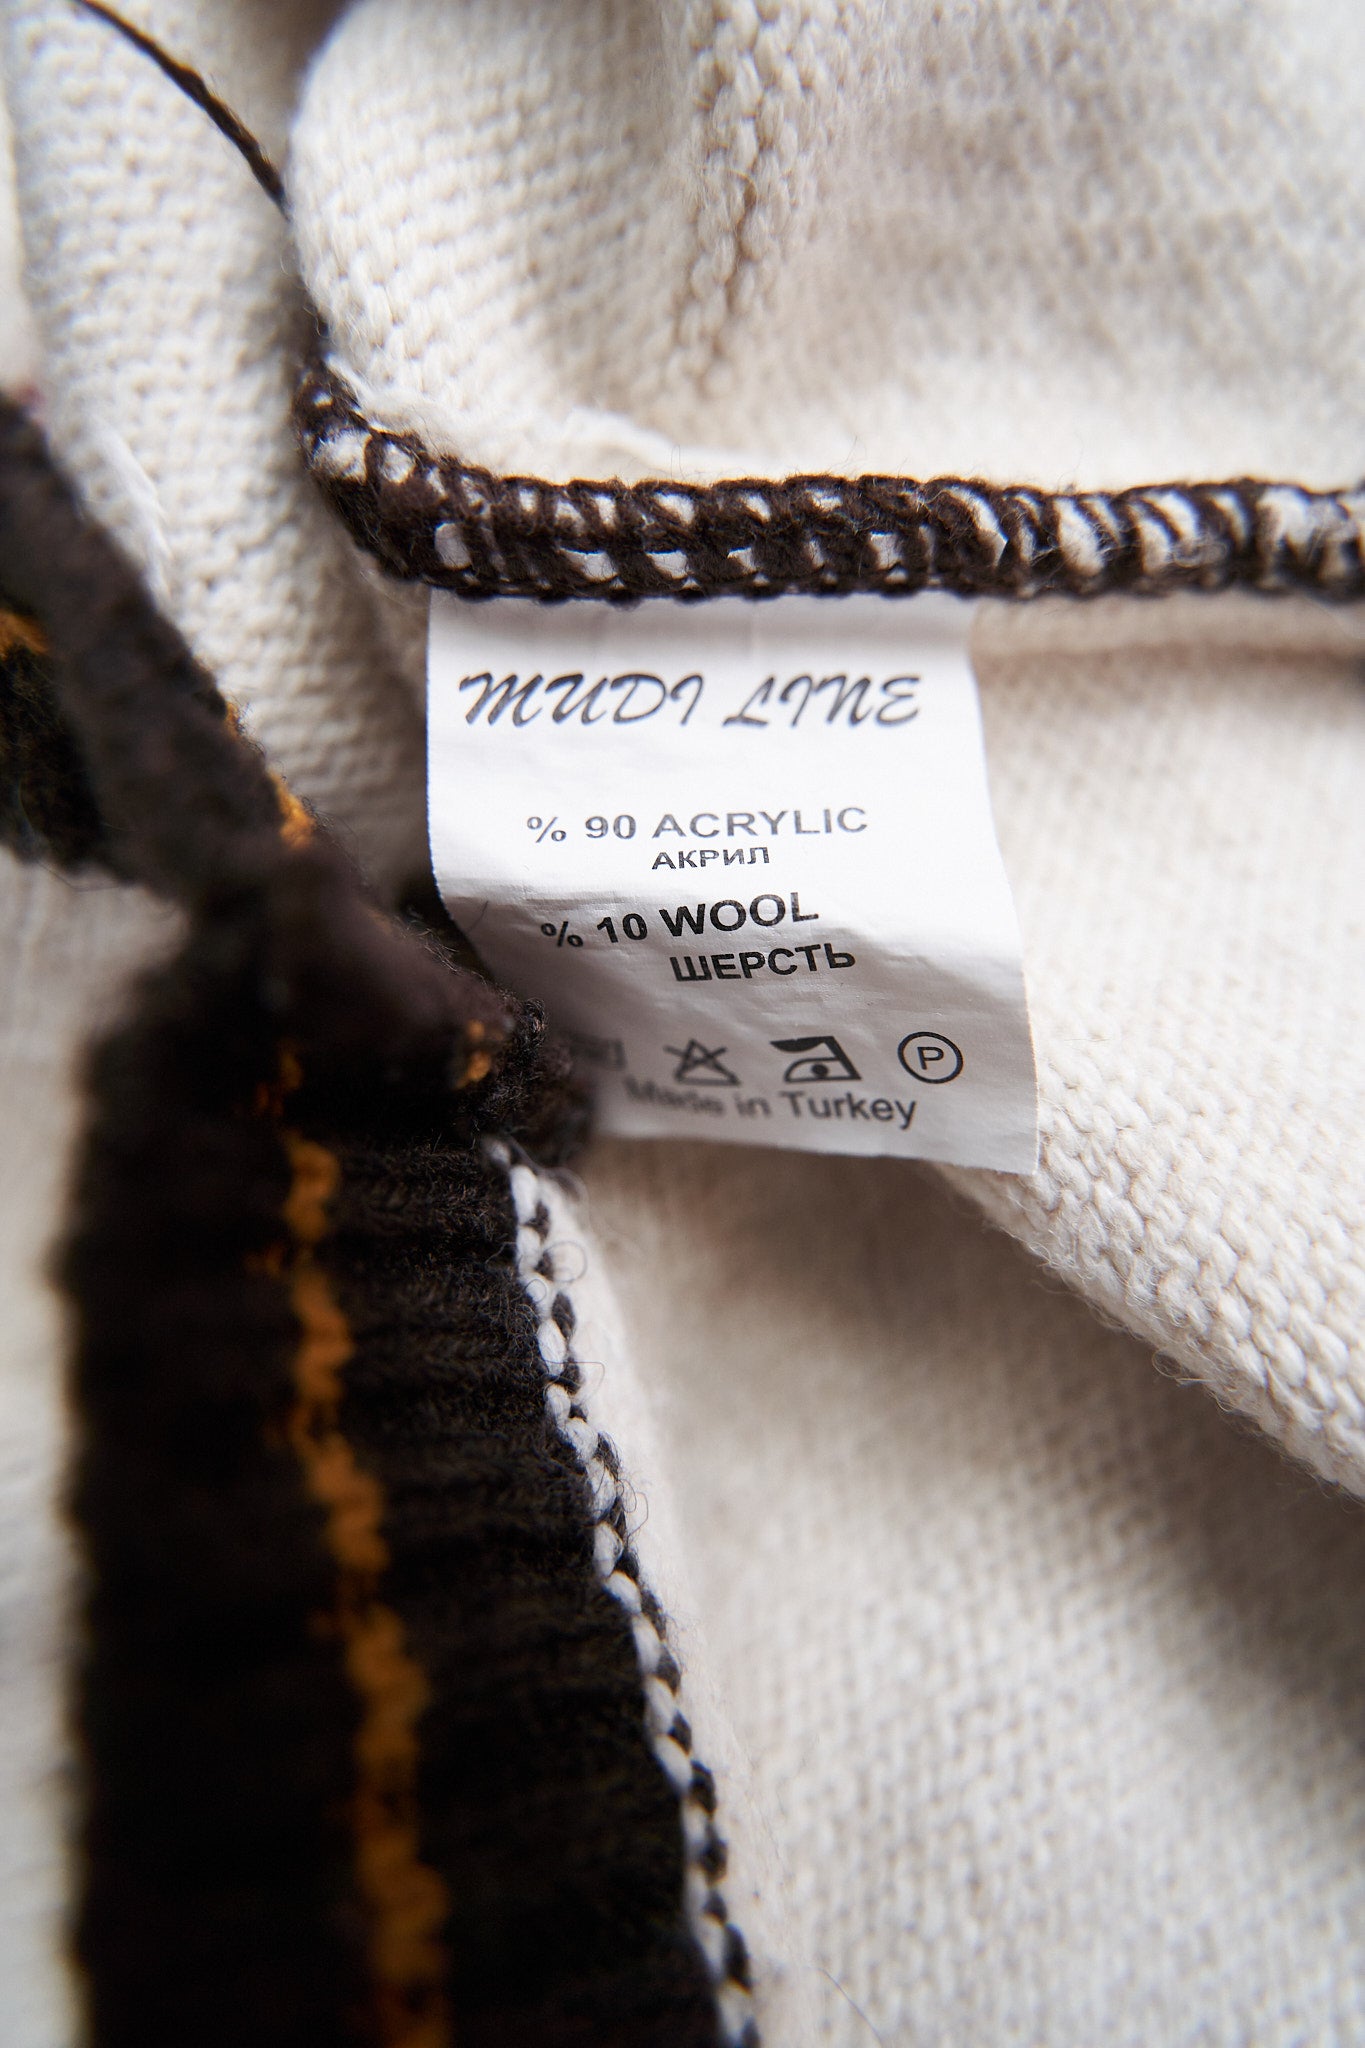 MUDI LINE
% 90 ACRYLIC
АКРИЛ
% 10 WOOL
ШЕРСТЬ
P
Made in Turkey